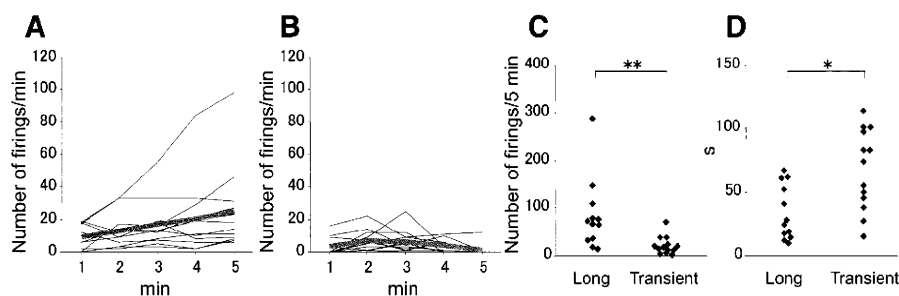 A
B
C
D
Number of firings/min
120
100
80
60
40
20
0
1 2 3 4 5
min
Number of firings/min
120
100
80
60
40
20
0
1 2 3 4 5
min
Number of firings/5 min
400
300
200
100
0
**
Long Transient
s
150
100
50
0
*
Long Transient